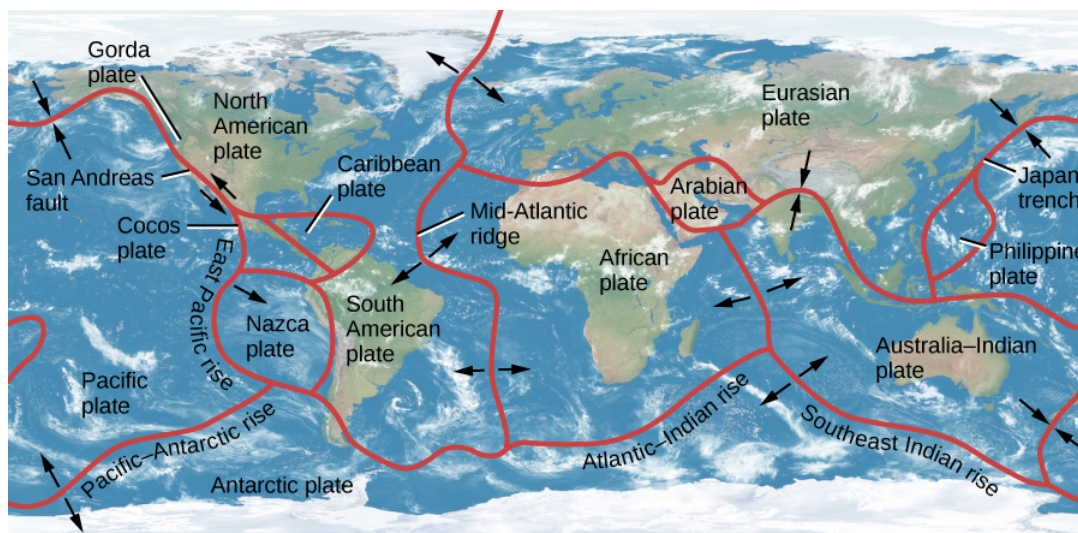 Gorda
plate
North
American
plate
San Andreas
fault
Cocos
plate
Caribbean
plate
Mid-Atlantic
ridge
Eurasian
plate
Arabian
plate
African
plate
Japan
trench
Philippine
plate
East Pacific rise
Nazca
plate
South
American
plate
Pacific
plate
Australia–Indian
plate
Pacific–Antarctic rise
Atlantic–Indian rise
Southeast Indian rise
Antarctic plate